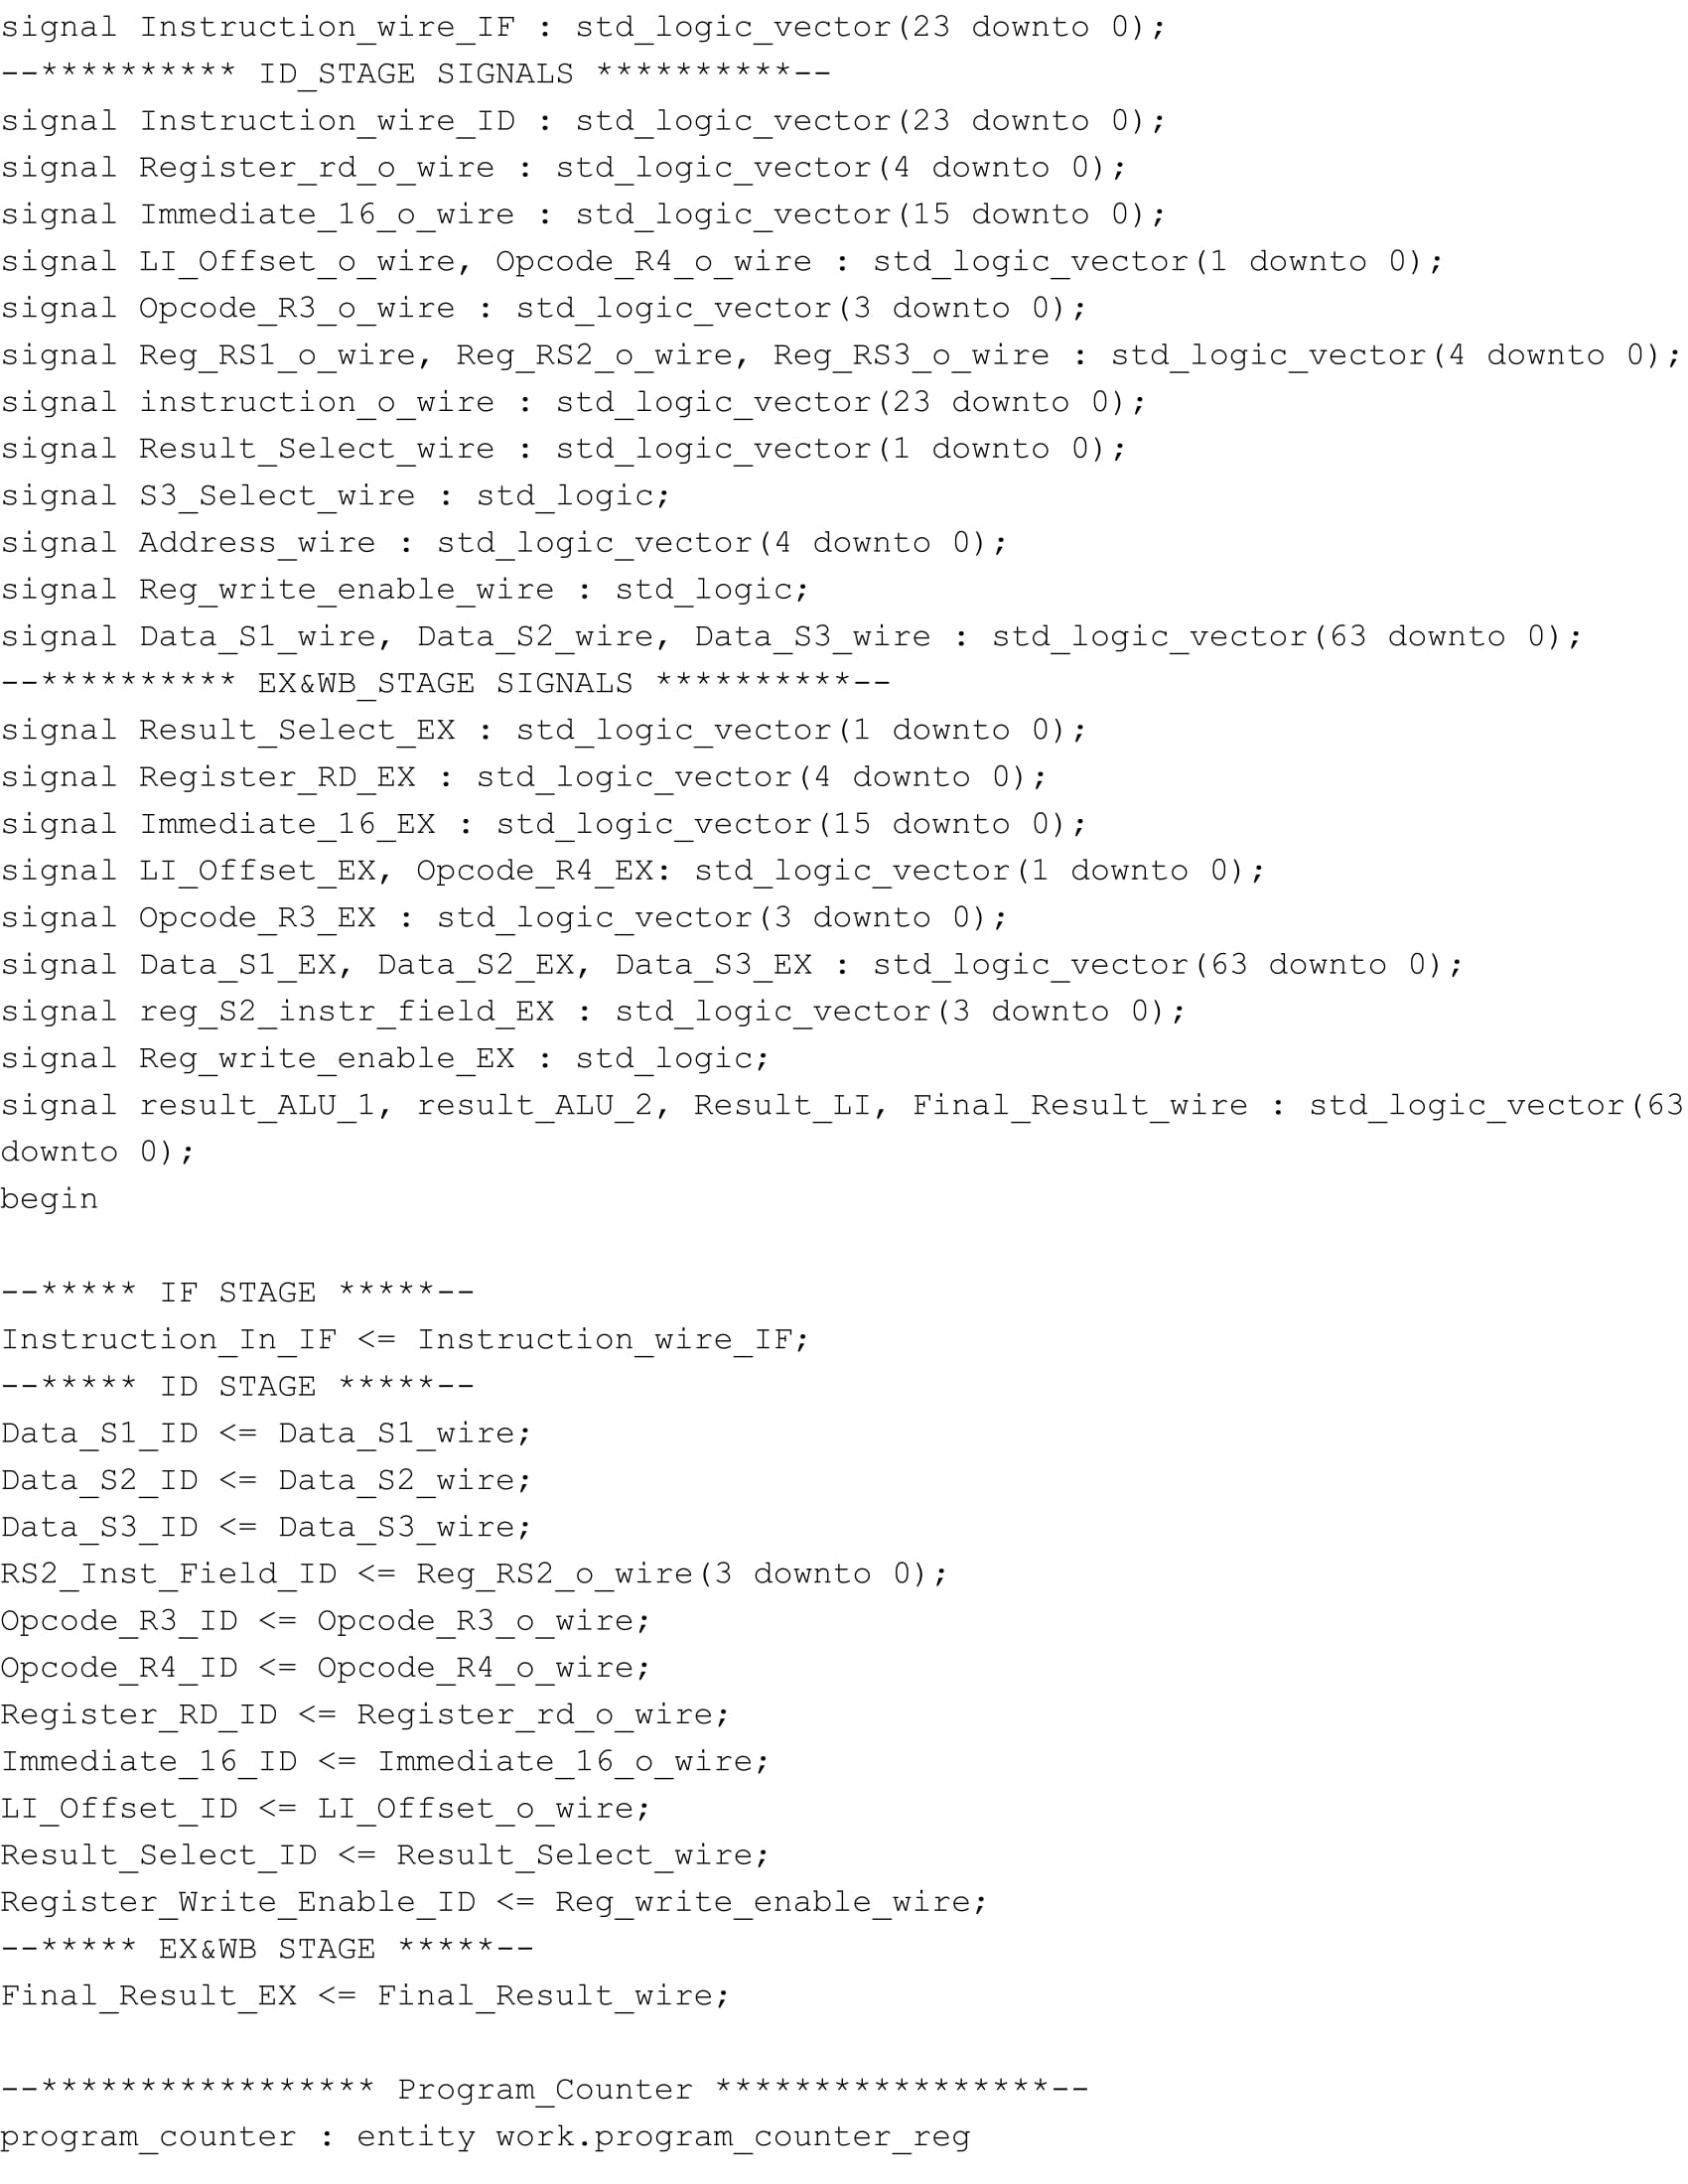 signal Instruction_wire_IF : std_logic_vector(23 downto 0);
--********** ID_STAGE SIGNALS **********--
signal Instruction_wire_ID : std_logic_vector(23 downto 0);
signal Register_rd_o_wire : std_logic_vector(4 downto 0);
signal Immediate_16_o_wire : std_logic_vector(15 downto 0);
signal LI_Offset_o_wire, Opcode_R4_o_wire : std_logic_vector(1 downto 0);
signal Opcode_R3_o_wire : std_logic_vector(3 downto 0);
signal Reg_RS1_o_wire, Reg_RS2_o_wire, Reg_RS3_o_wire : std_logic_vector(4 downto 0);
signal instruction_o_wire : std_logic_vector(23 downto 0);
signal Result_Select_wire : std_logic_vector(1 downto 0);
signal S3_Select_wire : std_logic;
signal Address_wire : std_logic_vector(4 downto 0);
signal Reg_write_enable_wire : std_logic;
signal Data_S1_wire, Data_S2_wire, Data_S3_wire : std_logic_vector(63 downto 0);
--********** EX&WB_STAGE SIGNALS **********--
signal Result_Select_EX : std_logic_vector(1 downto 0);
signal Register_RD_EX : std_logic_vector(4 downto 0);
signal Immediate_16_EX : std_logic_vector(15 downto 0);
signal LI_Offset_EX, Opcode_R4_EX: std_logic_vector(1 downto 0);
signal Opcode_R3_EX : std_logic_vector(3 downto 0);
signal Data_S1_EX, Data_S2_EX, Data_S3_EX : std_logic_vector(63 downto 0);
signal reg_S2_instr_field_EX : std_logic_vector(3 downto 0);
signal Reg_write_enable_EX : std_logic;
signal result_ALU_1, result_ALU_2, Result_LI, Final_Result_wire : std_logic_vector(63
downto 0);
begin

--***** IF STAGE *****--
Instruction_In_IF <= Instruction_wire_IF;
--***** ID STAGE *****--
Data_S1_ID <= Data_S1_wire;
Data_S2_ID <= Data_S2_wire;
Data_S3_ID <= Data_S3_wire;
RS2_Inst_Field_ID <= Reg_RS2_o_wire(3 downto 0);
Opcode_R3_ID <= Opcode_R3_o_wire;
Opcode_R4_ID <= Opcode_R4_o_wire;
Register_RD_ID <= Register_rd_o_wire;
Immediate_16_ID <= Immediate_16_o_wire;
LI_Offset_ID <= LI_Offset_o_wire;
Result_Select_ID <= Result_Select_wire;
Register_Write_Enable_ID <= Reg_write_enable_wire;
--***** EX&WB STAGE *****--
Final_Result_EX <= Final_Result_wire;

--***************** Program_Counter *****************--
program_counter : entity work.program_counter_reg